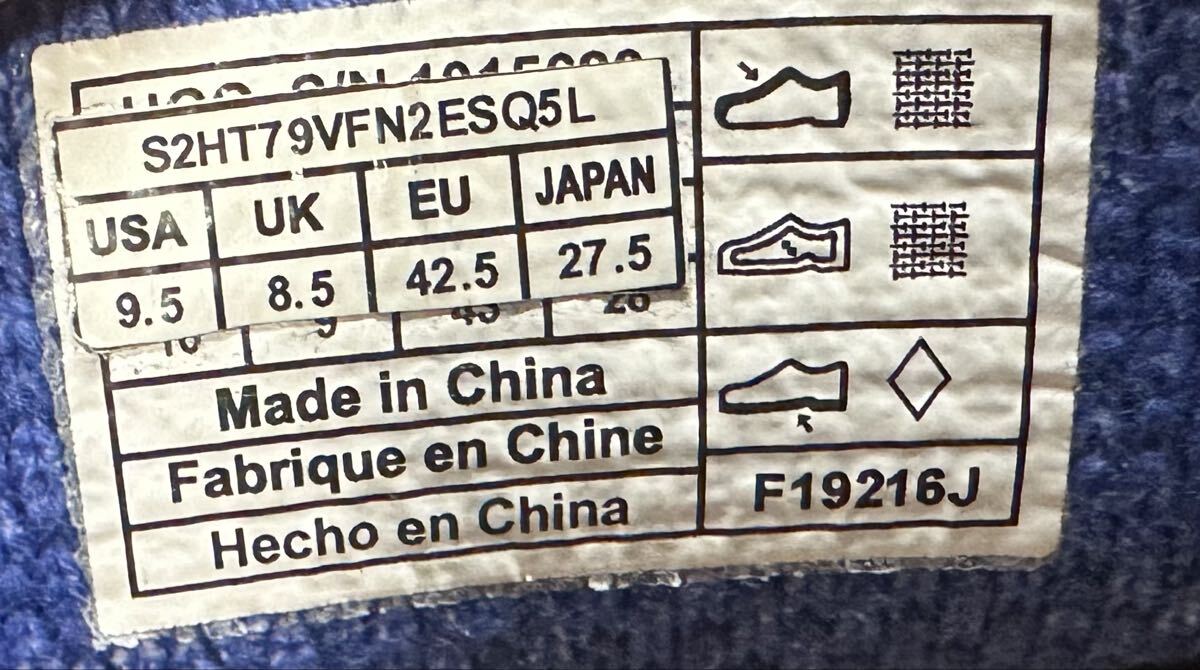 S2HT79VFN2ESQ5L
USA UK EU JAPAN
9.5 8.5 42.5 27.5
Made in China
Fabrique en Chine
Hecho en China
F19216J